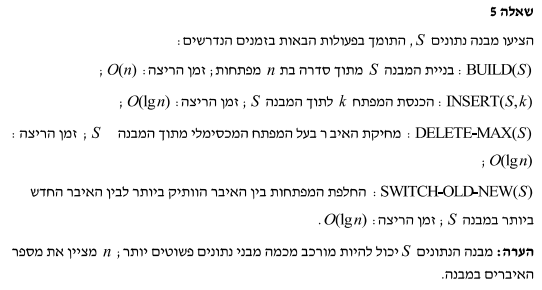 שאלה 5
הציעו מבנה נתונים S, התומך בפעולות הבאות בזמנים הנדרשים:
BUILD(S) : בניית המבנה S מתוך סדרה בת n מפתחות; זמן הריצה: O(n) ;
INSERT(S,k) : הכנסת המפתח k לתוך המבנה S ; זמן הריצה: O(lg n) ;
DELETE-MAX(S) : מחיקת האיבר בעל המפתח המכסימלי מתוך המבנה S ; זמן הריצה:
O(lg n) ;
SWITCH-OLD-NEW(S) : החלפת המפתחות בין האיבר הוותיק ביותר לבין האיבר החדש
ביותר במבנה S ; זמן הריצה: O(lg n) .
הערה: מבנה הנתונים S יכול להיות מורכב מכמה מבני נתונים פשוטים יותר; n מציין את מספר
האיברים במבנה.